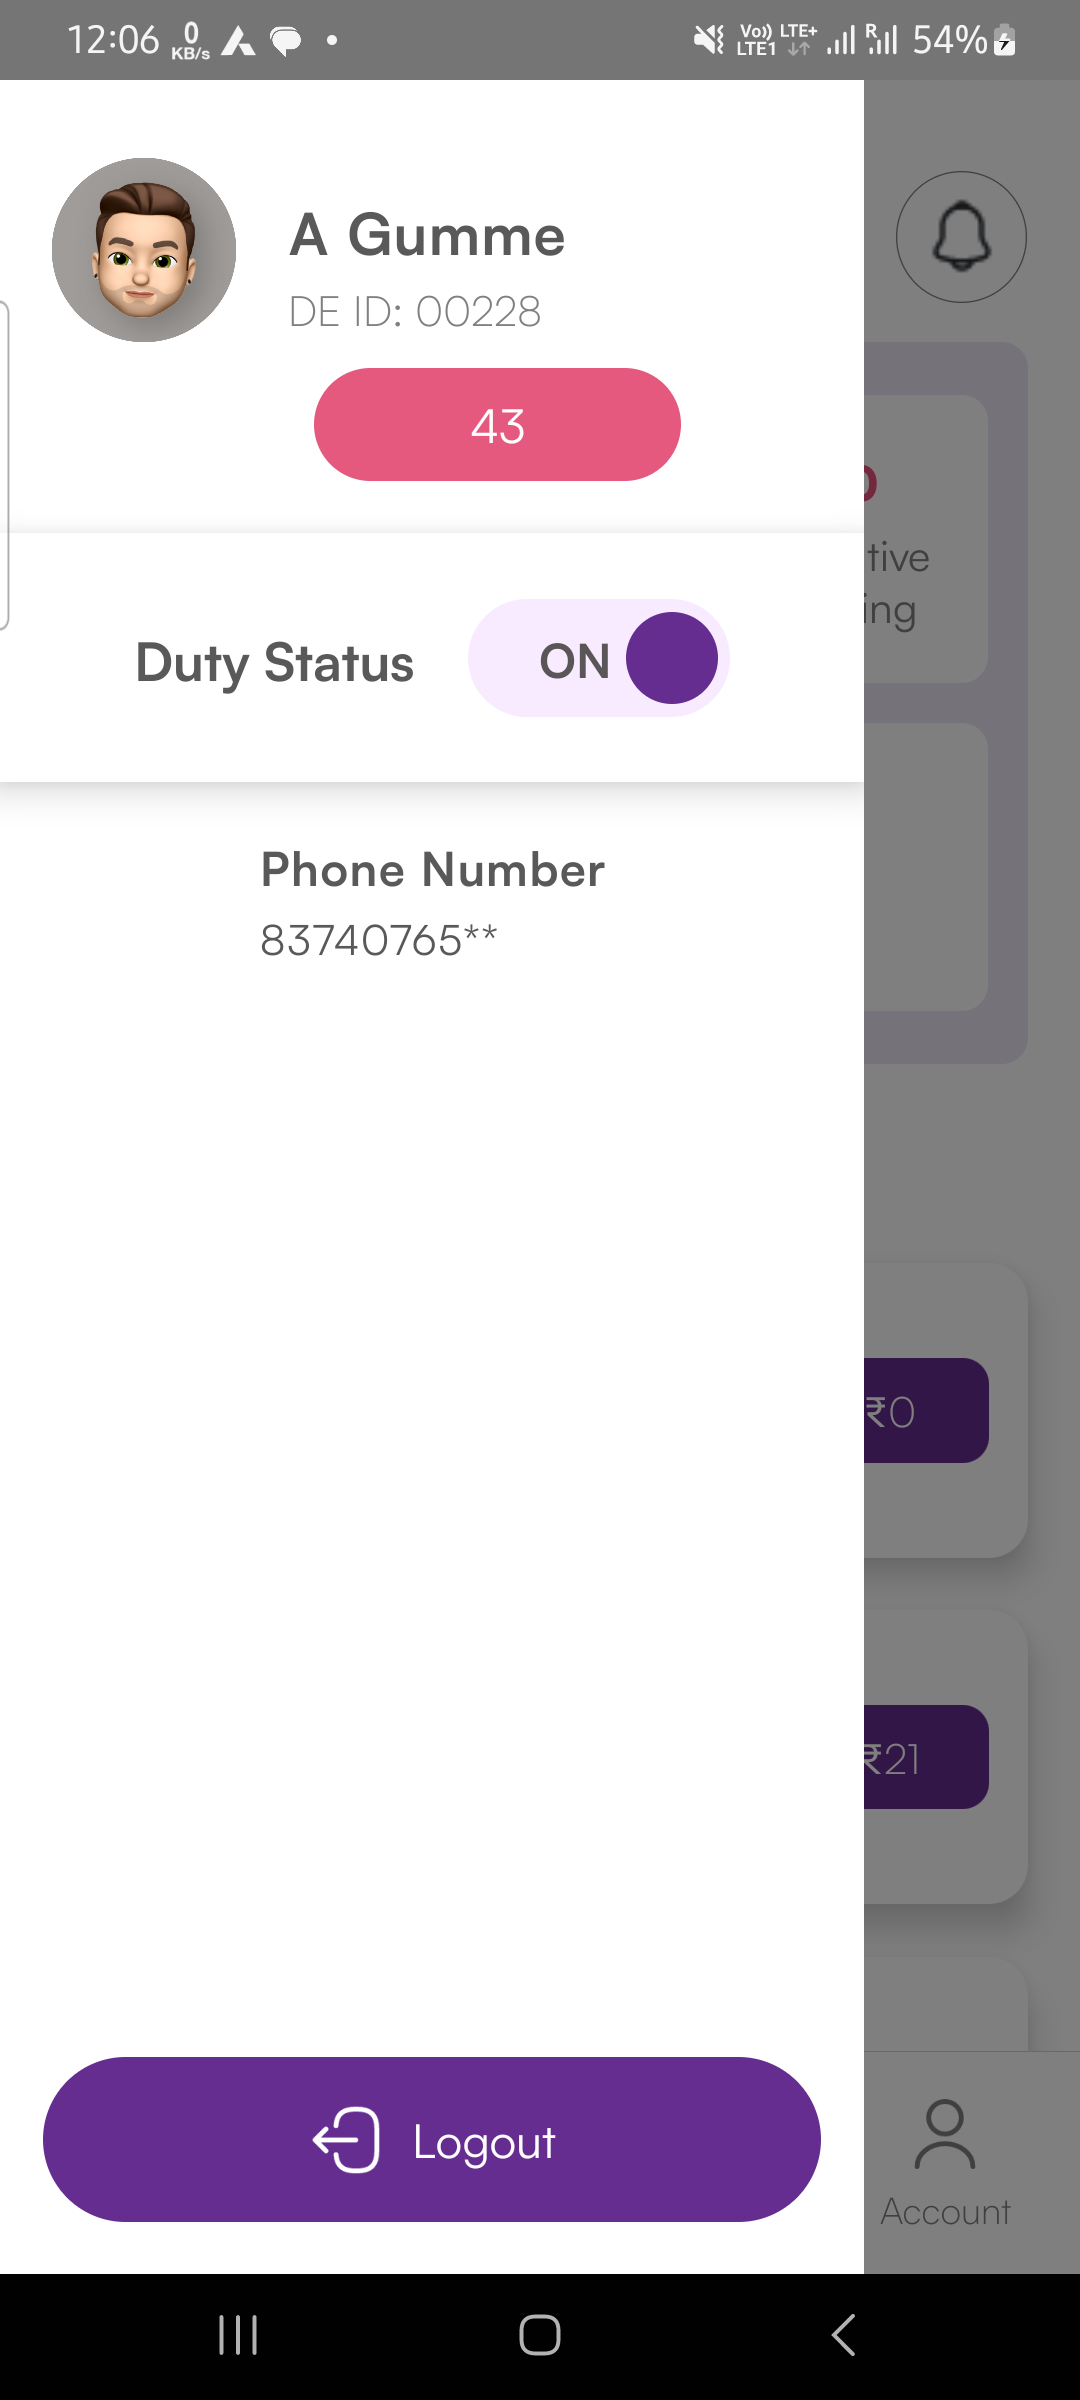 12:06 0 KB/s Vo)) LTE1 LTE+ R 54%
A Gumme
DE ID: 00228
43
tive
ing
Duty Status ON
Phone Number
83740765**
₹0
₹21
Logout
Account